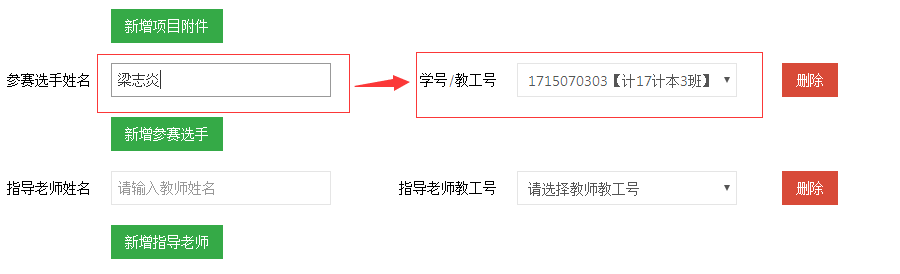 新增项目附件
参赛选手姓名 梁志炎 学号/教工号 1715070303【计17计本3班】 删除
新增参赛选手
指导老师姓名 请输入教师姓名 指导老师教工号 请选择教师教工号 删除
新增指导老师